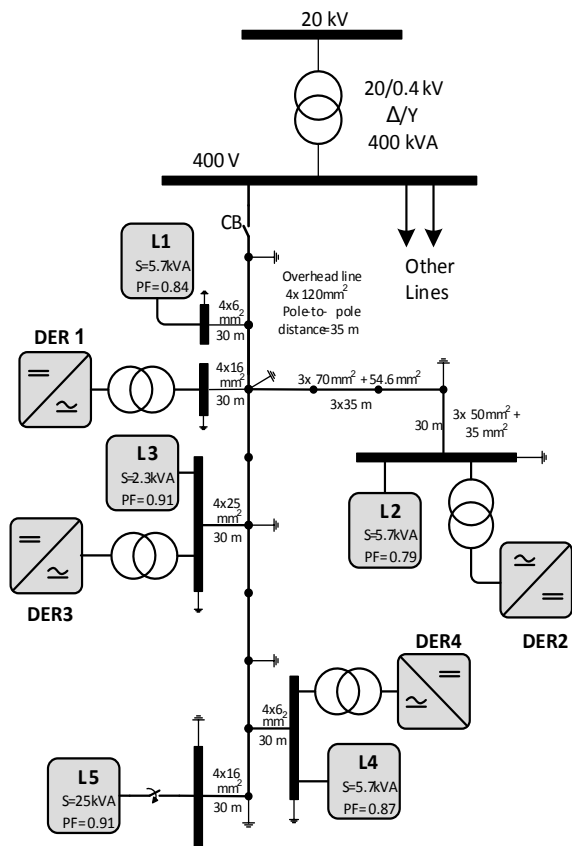 20 kV
20/0.4 kV
Δ/Y
400 kVA
400 V
CB
Other
Lines
L1
S=5.7kVA
PF=0.84
4x6
mm²
30 m
Overhead line
4x120mm²
Pole-to- pole
distance=35 m
DER 1
4x16
mm²
30 m
3x 70mm² +54.6mm²
3x35 m
30 m
3x 50mm² +
35 mm²
L3
S=2.3kVA
PF=0.91
4x25
mm²
30 m
DER3
L2
S=5.7kVA
PF=0.79
DER2
DER4
4x6
mm²
30 m
L4
S=5.7kVA
PF=0.87
L5
S=25kVA
PF=0.91
4x16
mm²
30 m